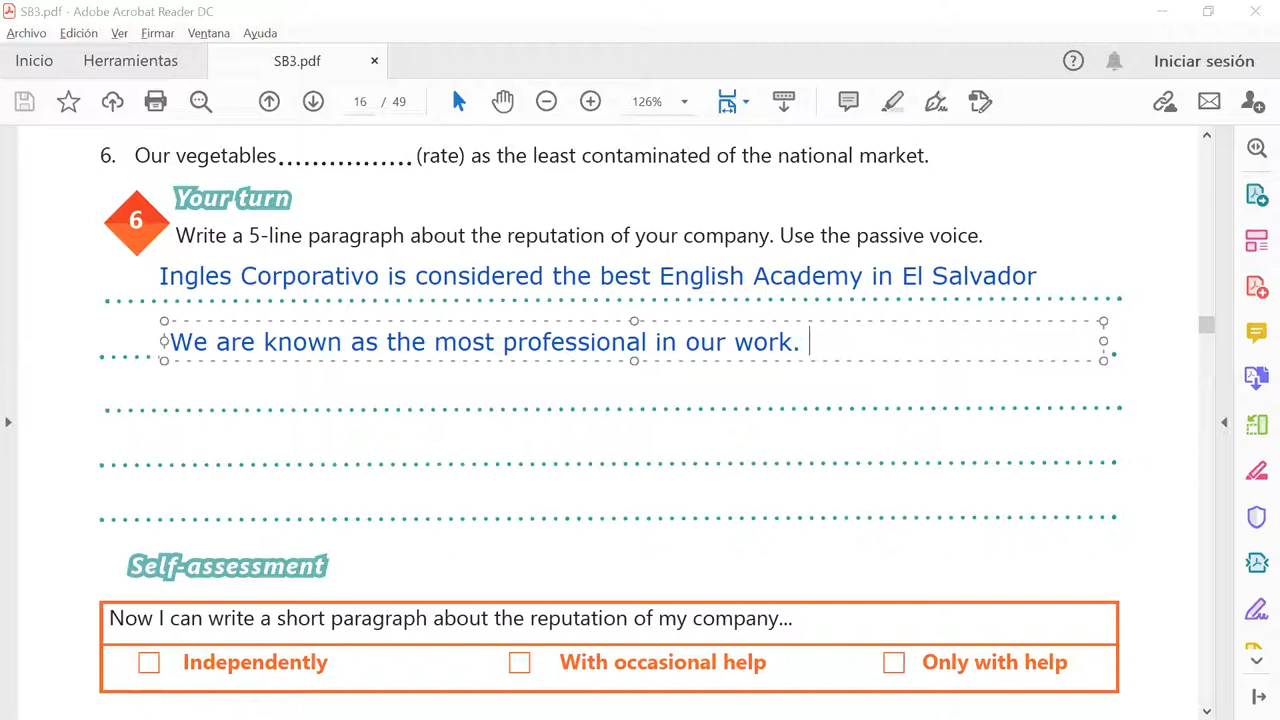 SB3.pdf - Adobe Acrobat Reader DC
Archivo Edición Ver Firmar Ventana Ayuda
Inicio Herramientas SB3.pdf × Iniciar sesión
16 / 49 126%
6. Our vegetables................(rate) as the least contaminated of the national market.
Your turn
6
Write a 5-line paragraph about the reputation of your company. Use the passive voice.
Ingles Corporativo is considered the best English Academy in El Salvador
We are known as the most professional in our work.
Self-assessment
Now I can write a short paragraph about the reputation of my company...
Independently With occasional help Only with help